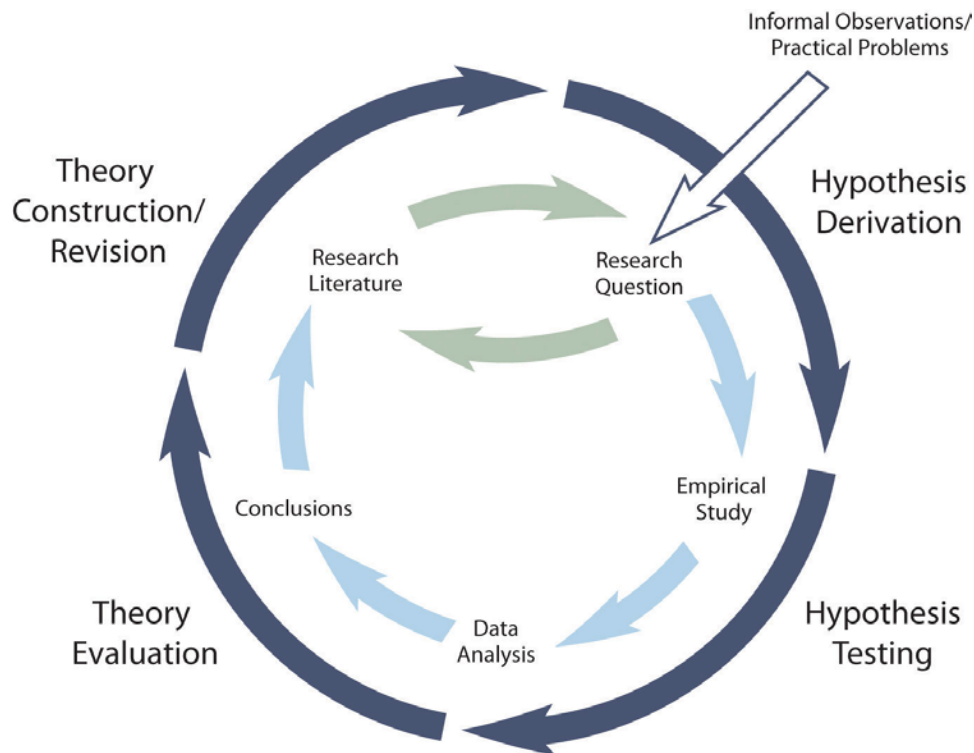 Informal Observations/
Practical Problems
Theory
Construction/
Revision
Hypothesis
Derivation
Research
Literature
Research
Question
Conclusions
Empirical
Study
Theory
Evaluation
Data
Analysis
Hypothesis
Testing